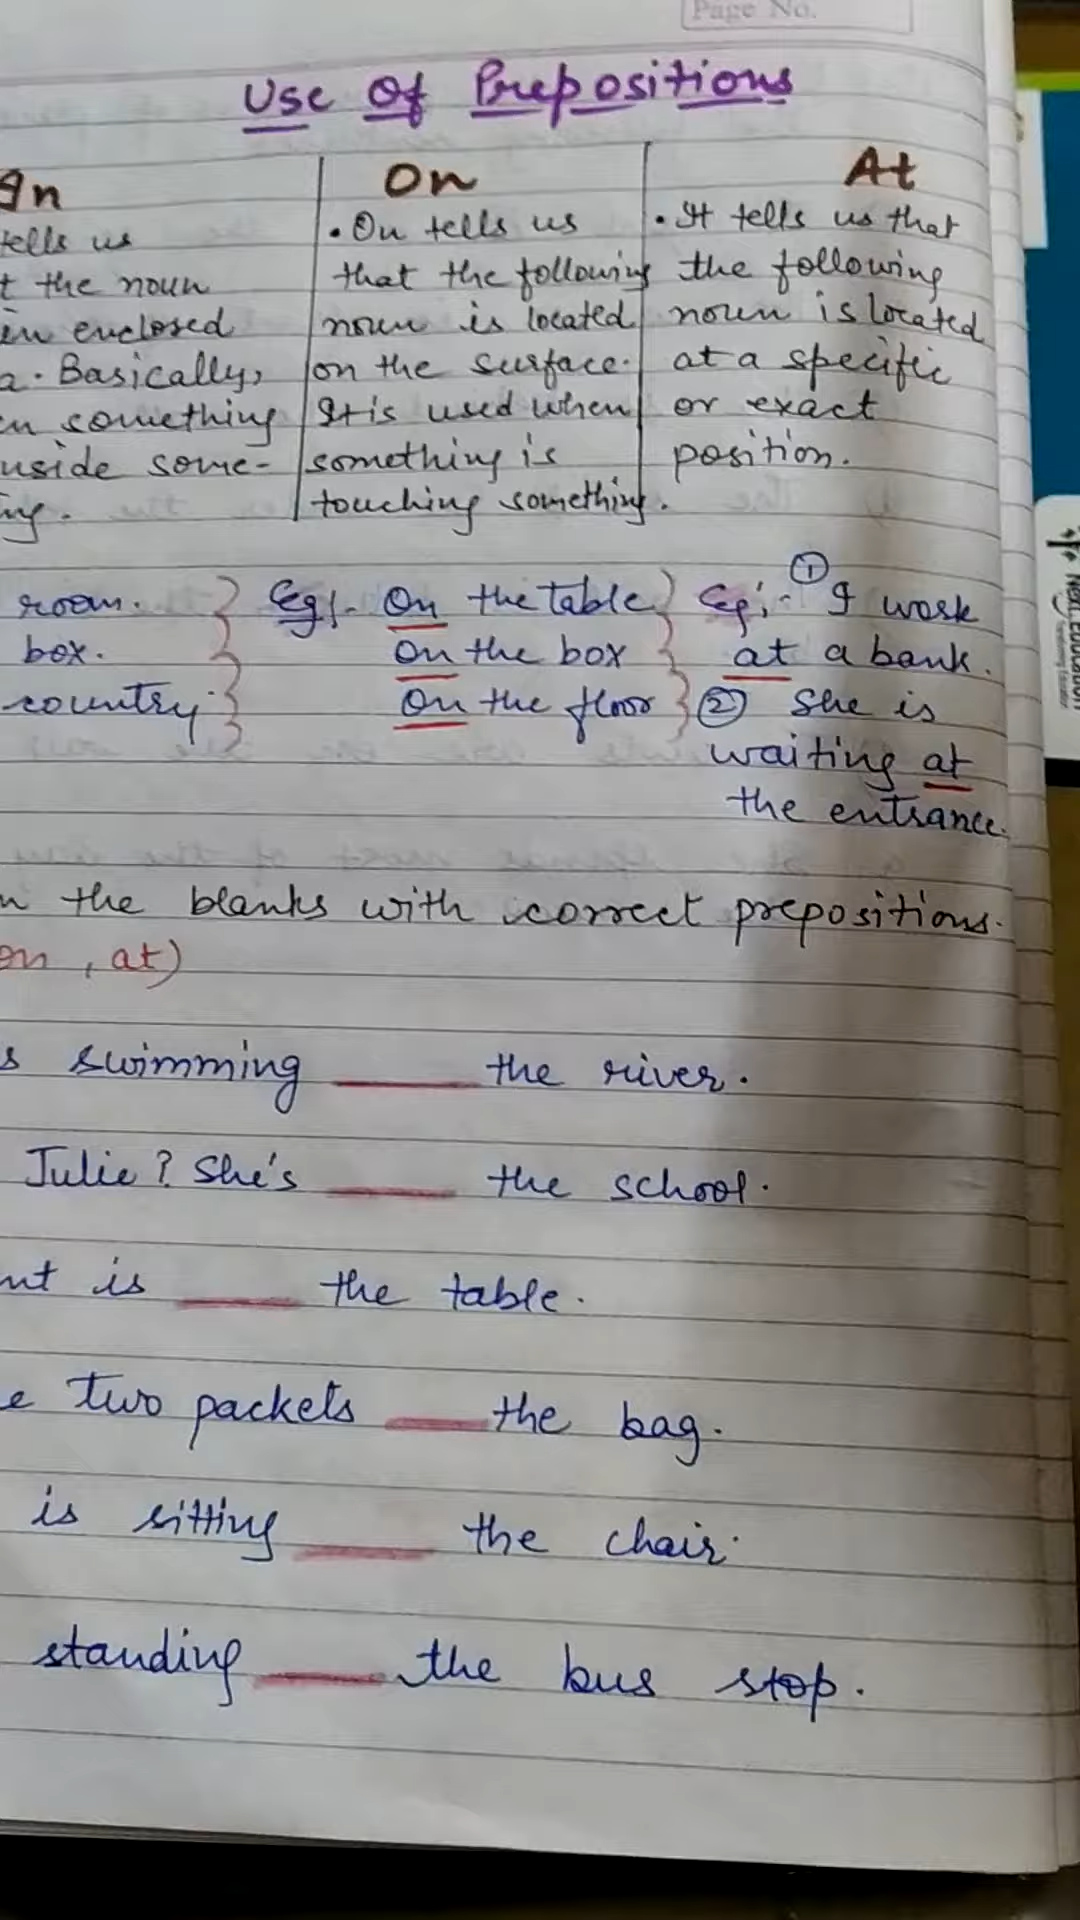 Page No.
Use Of Prepositions
In
On
At
tells us
t the noun
in enclosed
a. Basically,
en something
nside some-
ing.
• On tells us
that the following
noun is located
on the surface.
It is used when
something is
touching something.
• It tells us that
the following
noun is located
at a specific
or exact
position.
room.
box.
country.
Eg:- On the table
on the box
On the floor
Eg:- ① I work
at a bank.
② She is
waiting at
the entrance.
n the blanks with correct prepositions.
on, at)
s swimming ____ the river.
Julie? She's ____ the school.
nt is ____ the table.
e two packets ____ the bag.
is sitting ____ the chair.
standing ____ the bus stop.
Next Education